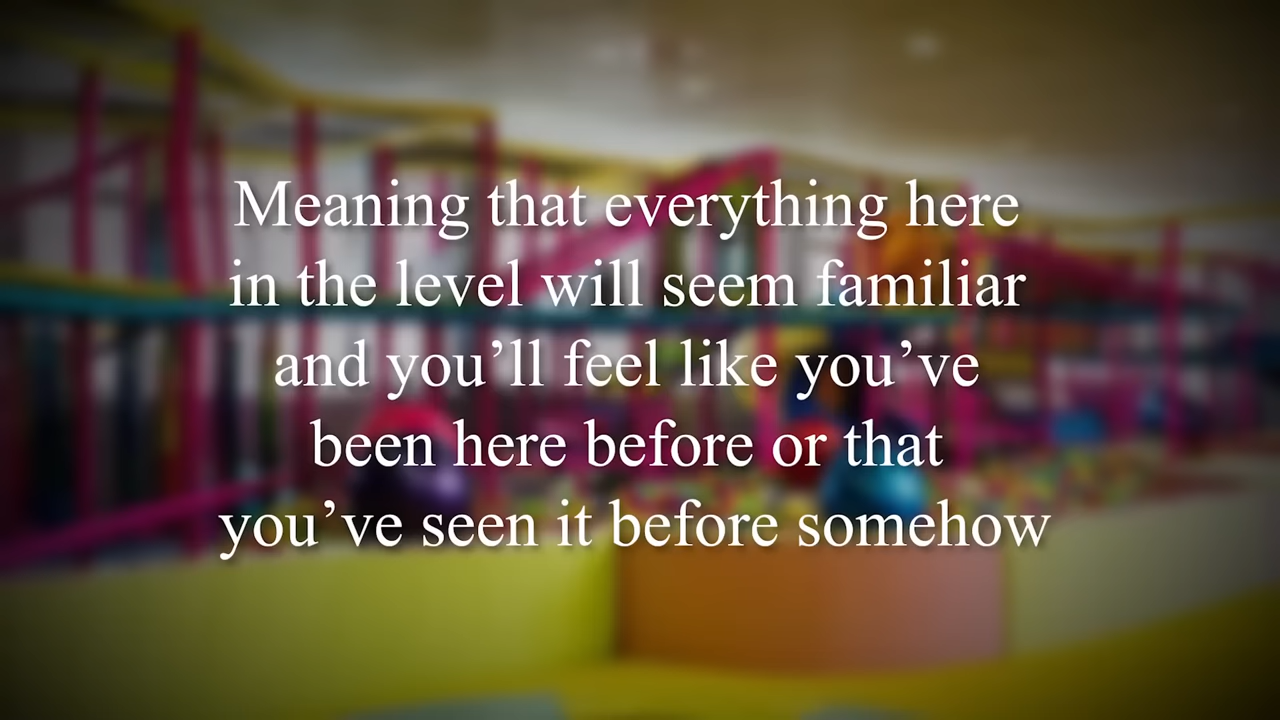 Meaning that everything here
in the level will seem familiar
and you’ll feel like you’ve
been here before or that
you’ve seen it before somehow